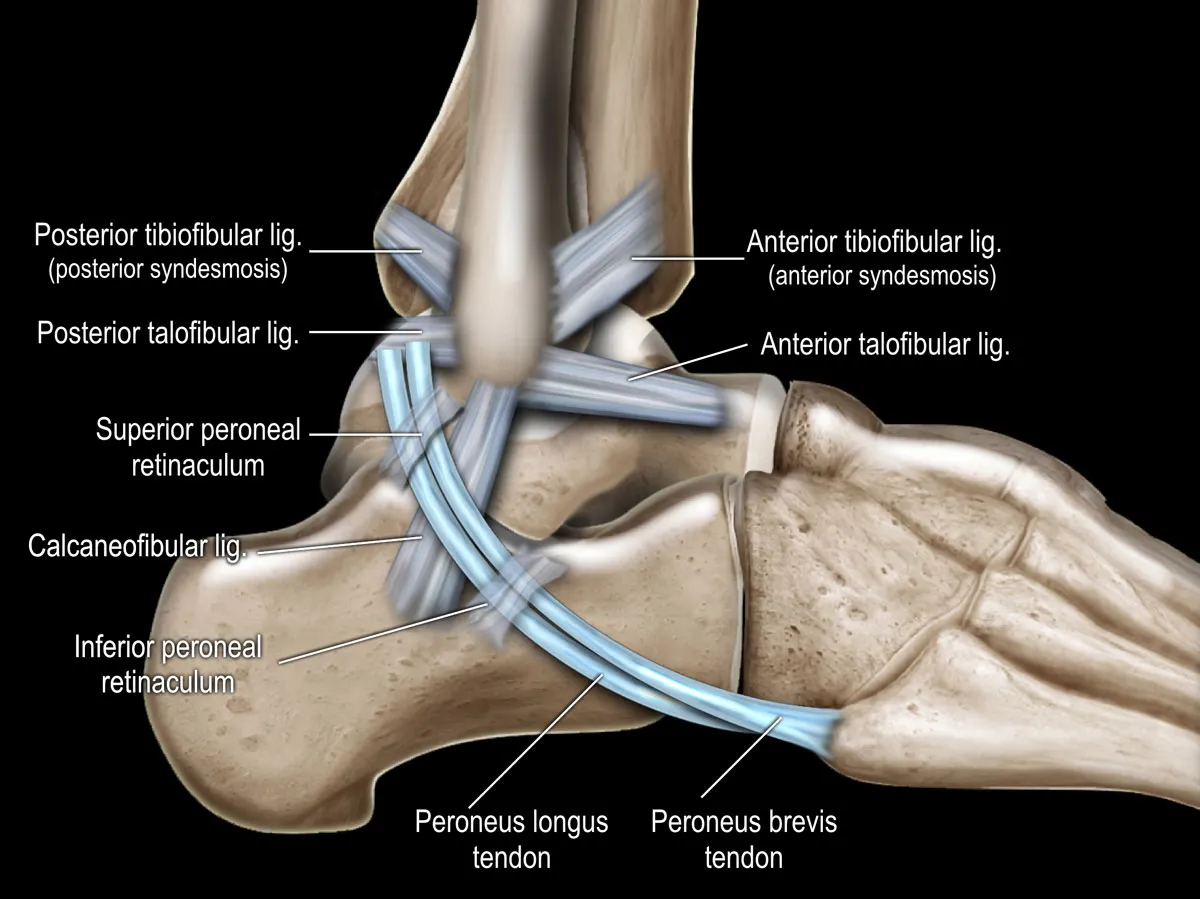 Posterior tibiofibular lig.
(posterior syndesmosis)
Posterior talofibular lig.
Superior peroneal
retinaculum
Calcaneofibular lig.
Inferior peroneal
retinaculum
Anterior tibiofibular lig.
(anterior syndesmosis)
Anterior talofibular lig.
Peroneus longus
tendon
Peroneus brevis
tendon